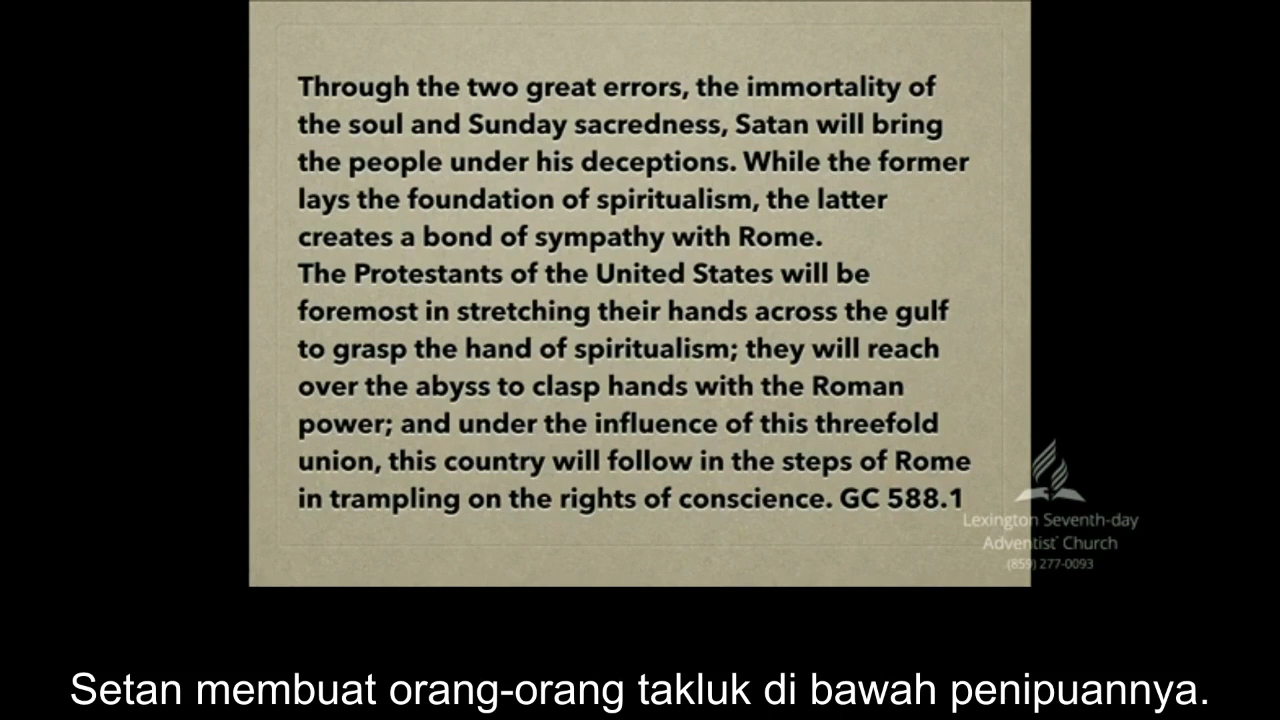 Through the two great errors, the immortality of
the soul and Sunday sacredness, Satan will bring
the people under his deceptions. While the former
lays the foundation of spiritualism, the latter
creates a bond of sympathy with Rome.
The Protestants of the United States will be
foremost in stretching their hands across the gulf
to grasp the hand of spiritualism; they will reach
over the abyss to clasp hands with the Roman
power; and under the influence of this threefold
union, this country will follow in the steps of Rome
in trampling on the rights of conscience. GC 588.1
Lexington Seventh-day
Adventist Church
(859) 277-0093
Setan membuat orang-orang takluk di bawah penipuannya.